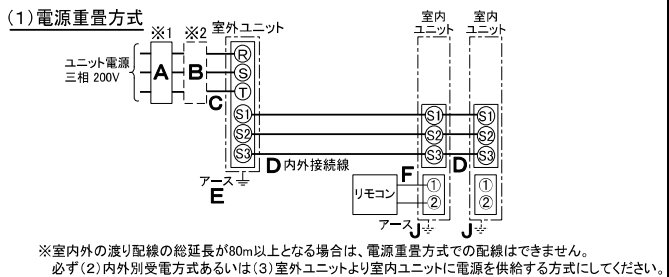 (1)電源重畳方式
※1
※2
室外ユニット
室内
ユニット
室内
ユニット
ユニット電源
三相 200V
A
B
C
R
S
T
S1
S2
S3
S1
S2
S3
S1
S2
S3
D 内外接続線
D
アース
E
F
リモコン
①
②
①
②
アース
J
J
※室内外の渡り配線の総延長が80m以上となる場合は、電源重畳方式での配線はできません。
必ず(2)内外別受電方式あるいは(3)室外ユニットより室内ユニットに電源を供給する方式にしてください。